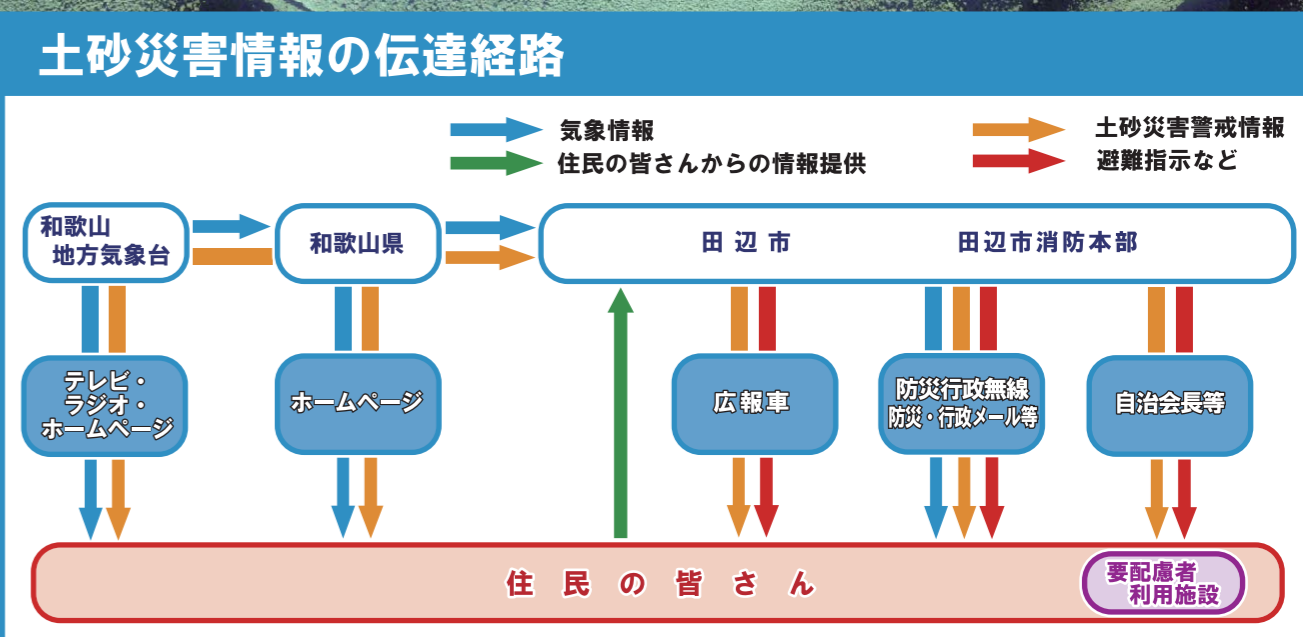 土砂災害情報の伝達経路
気象情報
土砂災害警戒情報
住民の皆さんからの情報提供
避難指示など
和歌山
地方気象台
和歌山県
田辺市
田辺市消防本部
テレビ・
ラジオ・
ホームページ
ホームページ
広報車
防災行政無線
防災・行政メール等
自治会長等
住民の皆さん
要配慮者
利用施設